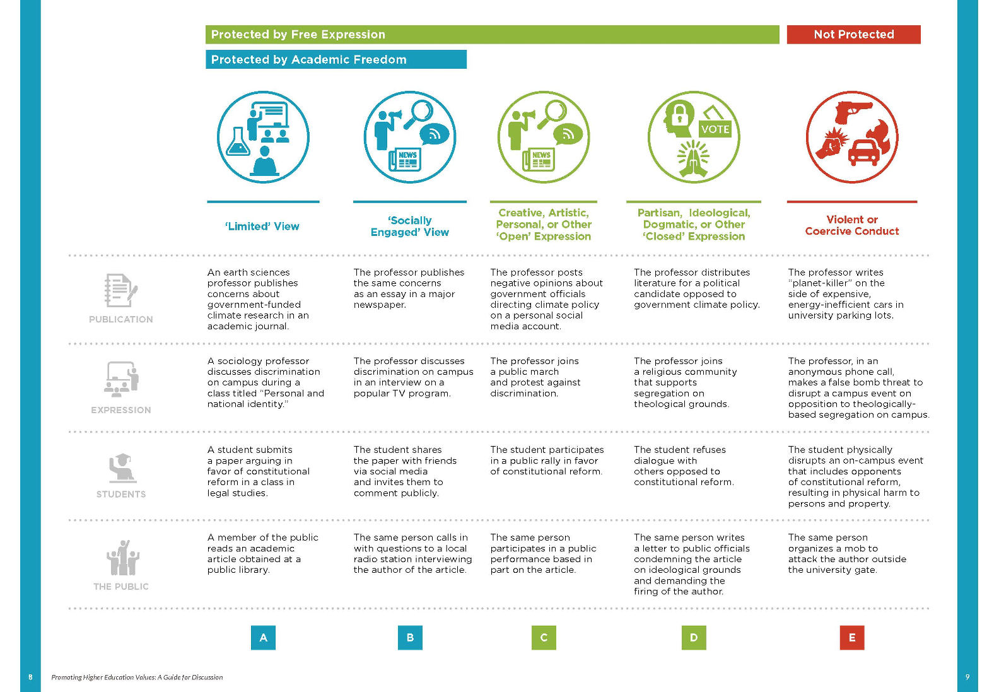 Protected by Free Expression
Not Protected
Protected by Academic Freedom
NEWS
NEWS
VOTE
‘Limited’ View
‘Socially
Engaged’ View
Creative, Artistic,
Personal, or Other
‘Open’ Expression
Partisan, Ideological,
Dogmatic, or Other
‘Closed’ Expression
Violent or
Coercive Conduct
PUBLICATION
An earth sciences
professor publishes
concerns about
government-funded
climate research in an
academic journal.
The professor publishes
the same concerns
as an essay in a major
newspaper.
The professor posts
negative opinions about
government officials
directing climate policy
on a personal social
media account.
The professor distributes
literature for a political
candidate opposed to
government climate policy.
The professor writes
“planet-killer” on the
side of expensive,
energy-inefficient cars in
university parking lots.
EXPRESSION
A sociology professor
discusses discrimination
on campus during a
class titled “Personal and
national identity.”
The professor discusses
discrimination on campus
in an interview on a
popular TV program.
The professor joins
a public march
and protest against
discrimination.
The professor joins
a religious community
that supports
segregation on
theological grounds.
The professor, in an
anonymous phone call,
makes a false bomb threat to
disrupt a campus event on
opposition to theologically-
based segregation on campus.
STUDENTS
A student submits
a paper arguing in
favor of constitutional
reform in a class in
legal studies.
The student shares
the paper with friends
via social media
and invites them to
comment publicly.
The student participates
in a public rally in favor
of constitutional reform.
The student refuses
dialogue with
others opposed to
constitutional reform.
The student physically
disrupts an on-campus event
that includes opponents
of constitutional reform,
resulting in physical harm to
persons and property.
THE PUBLIC
A member of the public
reads an academic
article obtained at a
public library.
The same person calls in
with questions to a local
radio station interviewing
the author of the article.
The same person
participates in a public
performance based in
part on the article.
The same person writes
a letter to public officials
condemning the article
on ideological grounds
and demanding the
firing of the author.
The same person
organizes a mob to
attack the author outside
the university gate.
A
B
C
D
E
8
Promoting Higher Education Values: A Guide for Discussion
9